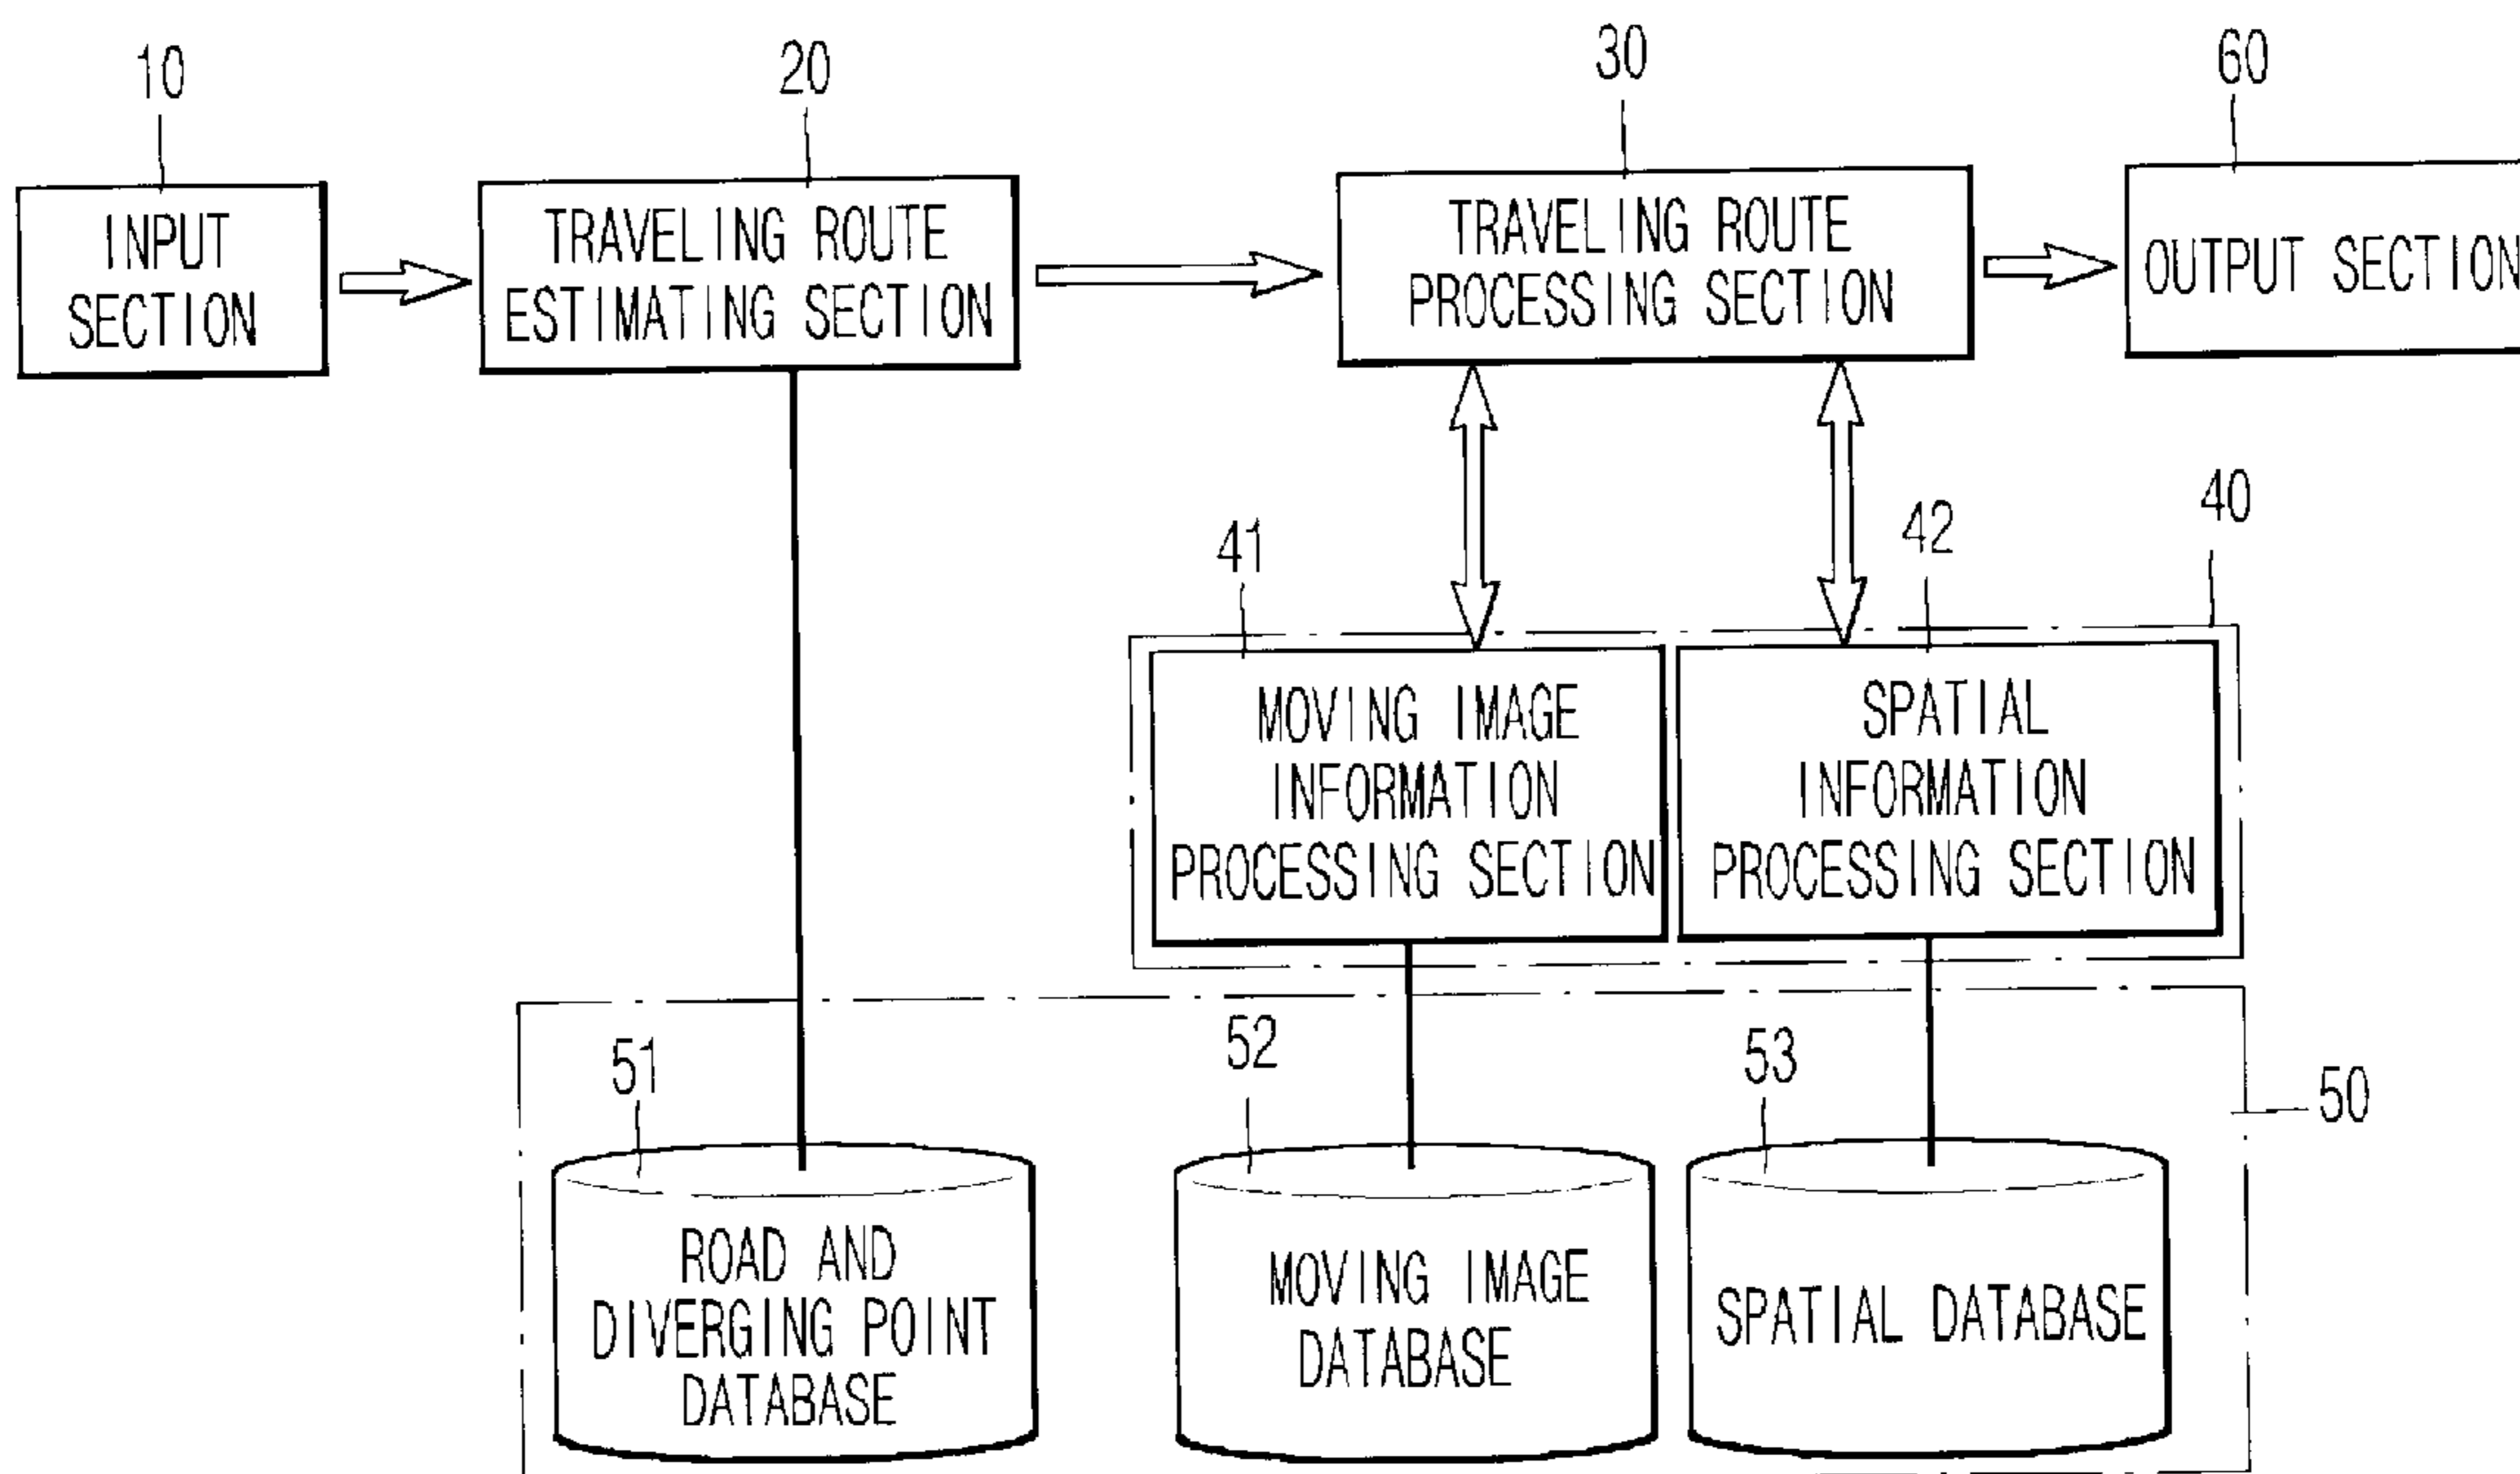 10
20
30
60
INPUT
SECTION
TRAVELING ROUTE
ESTIMATING SECTION
TRAVELING ROUTE
PROCESSING SECTION
OUTPUT SECTION
40
41
42
MOVING IMAGE
INFORMATION
PROCESSING SECTION
SPATIAL
INFORMATION
PROCESSING SECTION
50
51
52
53
ROAD AND
DIVERGING POINT
DATABASE
MOVING IMAGE
DATABASE
SPATIAL DATABASE